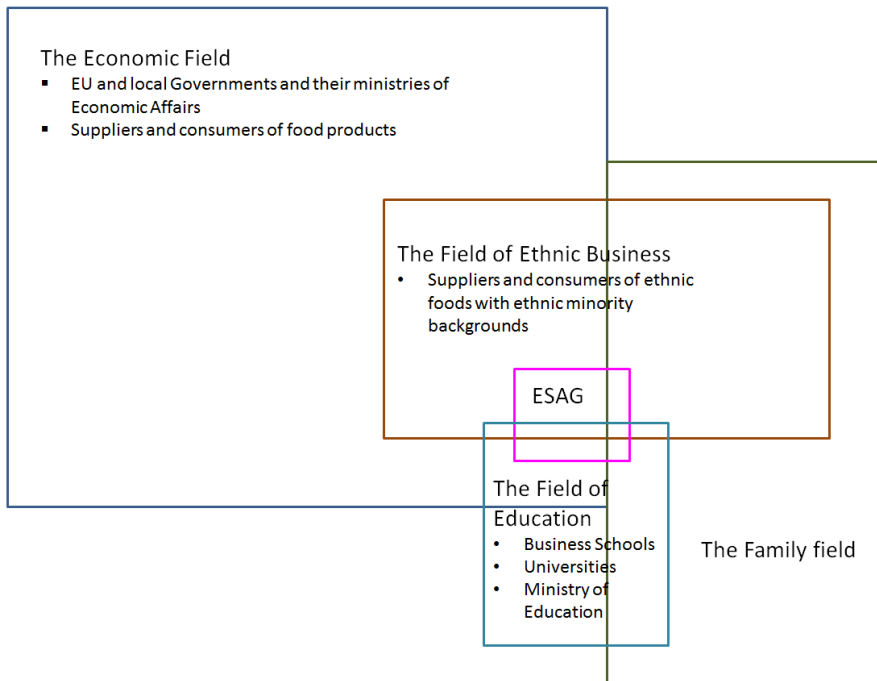 The Economic Field
▪ EU and local Governments and their ministries of
Economic Affairs
▪ Suppliers and consumers of food products
The Field of Ethnic Business
• Suppliers and consumers of ethnic
foods with ethnic minority
backgrounds
ESAG
The Field of
Education
• Business Schools
• Universities
• Ministry of
Education
The Family field